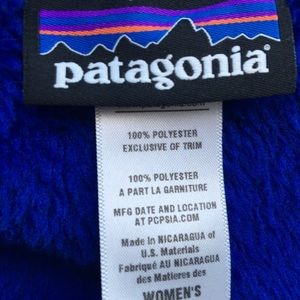 patagonia
100% POLYESTER
EXCLUSIVE OF TRIM
100% POLYESTER
A PART LA GARNITURE
MFG DATE AND LOCATION
AT PCPSIA.COM
Made in NICARAGUA of
U.S. Materials
Fabriqué AU NICARAGUA
des Matieres des
WOMEN'S